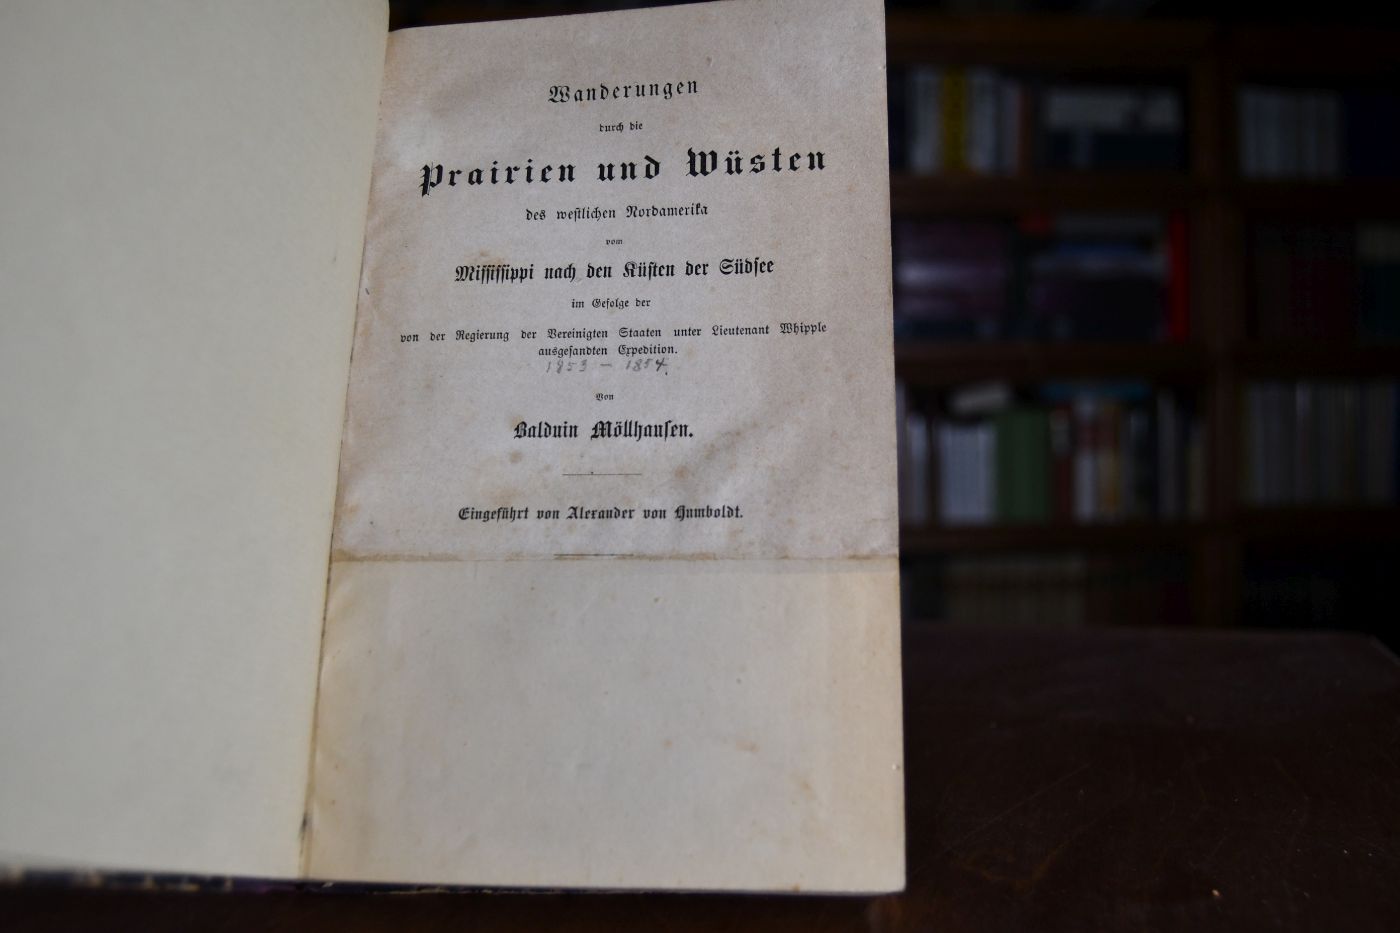 Wanderungen
durch die
Prairien und Wüsten
des westlichen Nordamerika
vom
Mississippi nach den Küsten der Südsee
im Gefolge der
von der Regierung der Vereinigten Staaten unter Lieutenant Whipple
ausgesandten Expedition.
1853 – 1854.
Von
Balduin Möllhausen.
Eingeführt von Alexander von Humboldt.